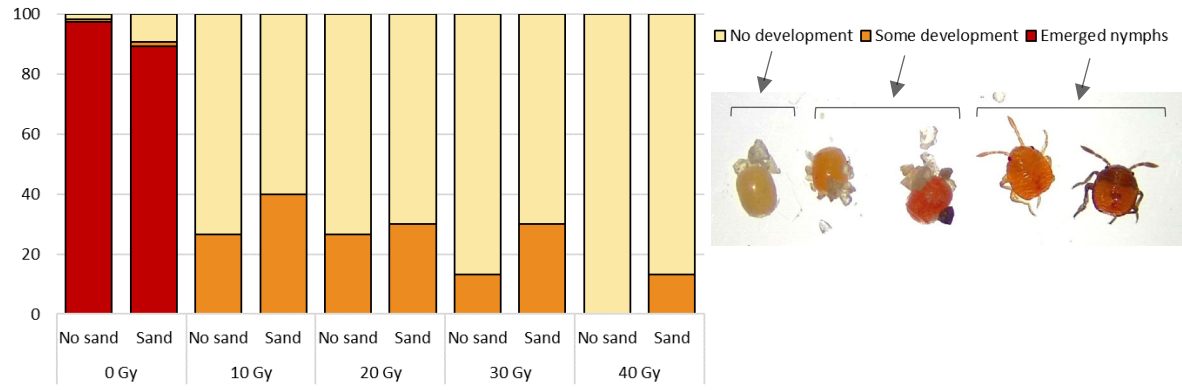 100
80
60
40
20
0
No sand Sand No sand Sand No sand Sand No sand Sand No sand Sand
0 Gy 10 Gy 20 Gy 30 Gy 40 Gy
No development Some development Emerged nymphs